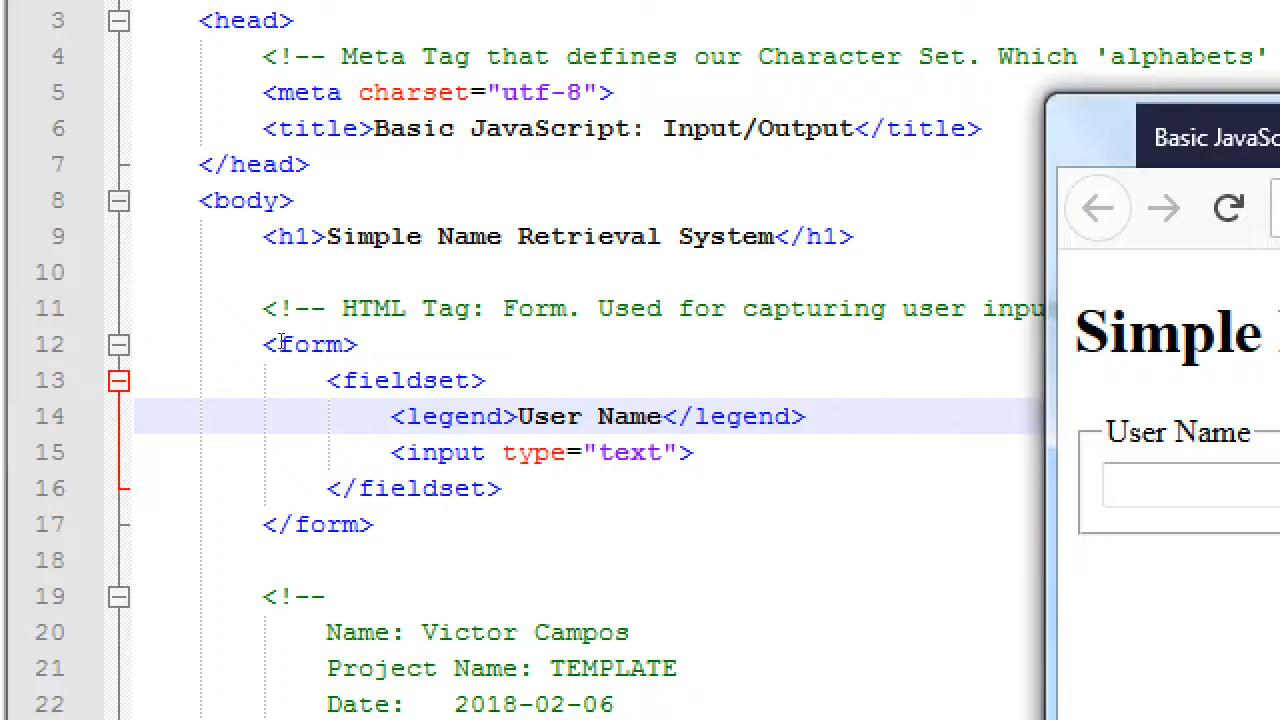 3 <head>
4 <!-- Meta Tag that defines our Character Set. Which 'alphabets'
5 <meta charset="utf-8">
6 <title>Basic JavaScript: Input/Output</title>
7 </head>
8 <body>
9 <h1>Simple Name Retrieval System</h1>
10
11 <!-- HTML Tag: Form. Used for capturing user inpu
12 <form>
13 <fieldset>
14 <legend>User Name</legend>
15 <input type="text">
16 </fieldset>
17 </form>
18
19 <!--
20 Name: Victor Campos
21 Project Name: TEMPLATE
22 Date: 2018-02-06
Basic JavaSc
Simple
User Name